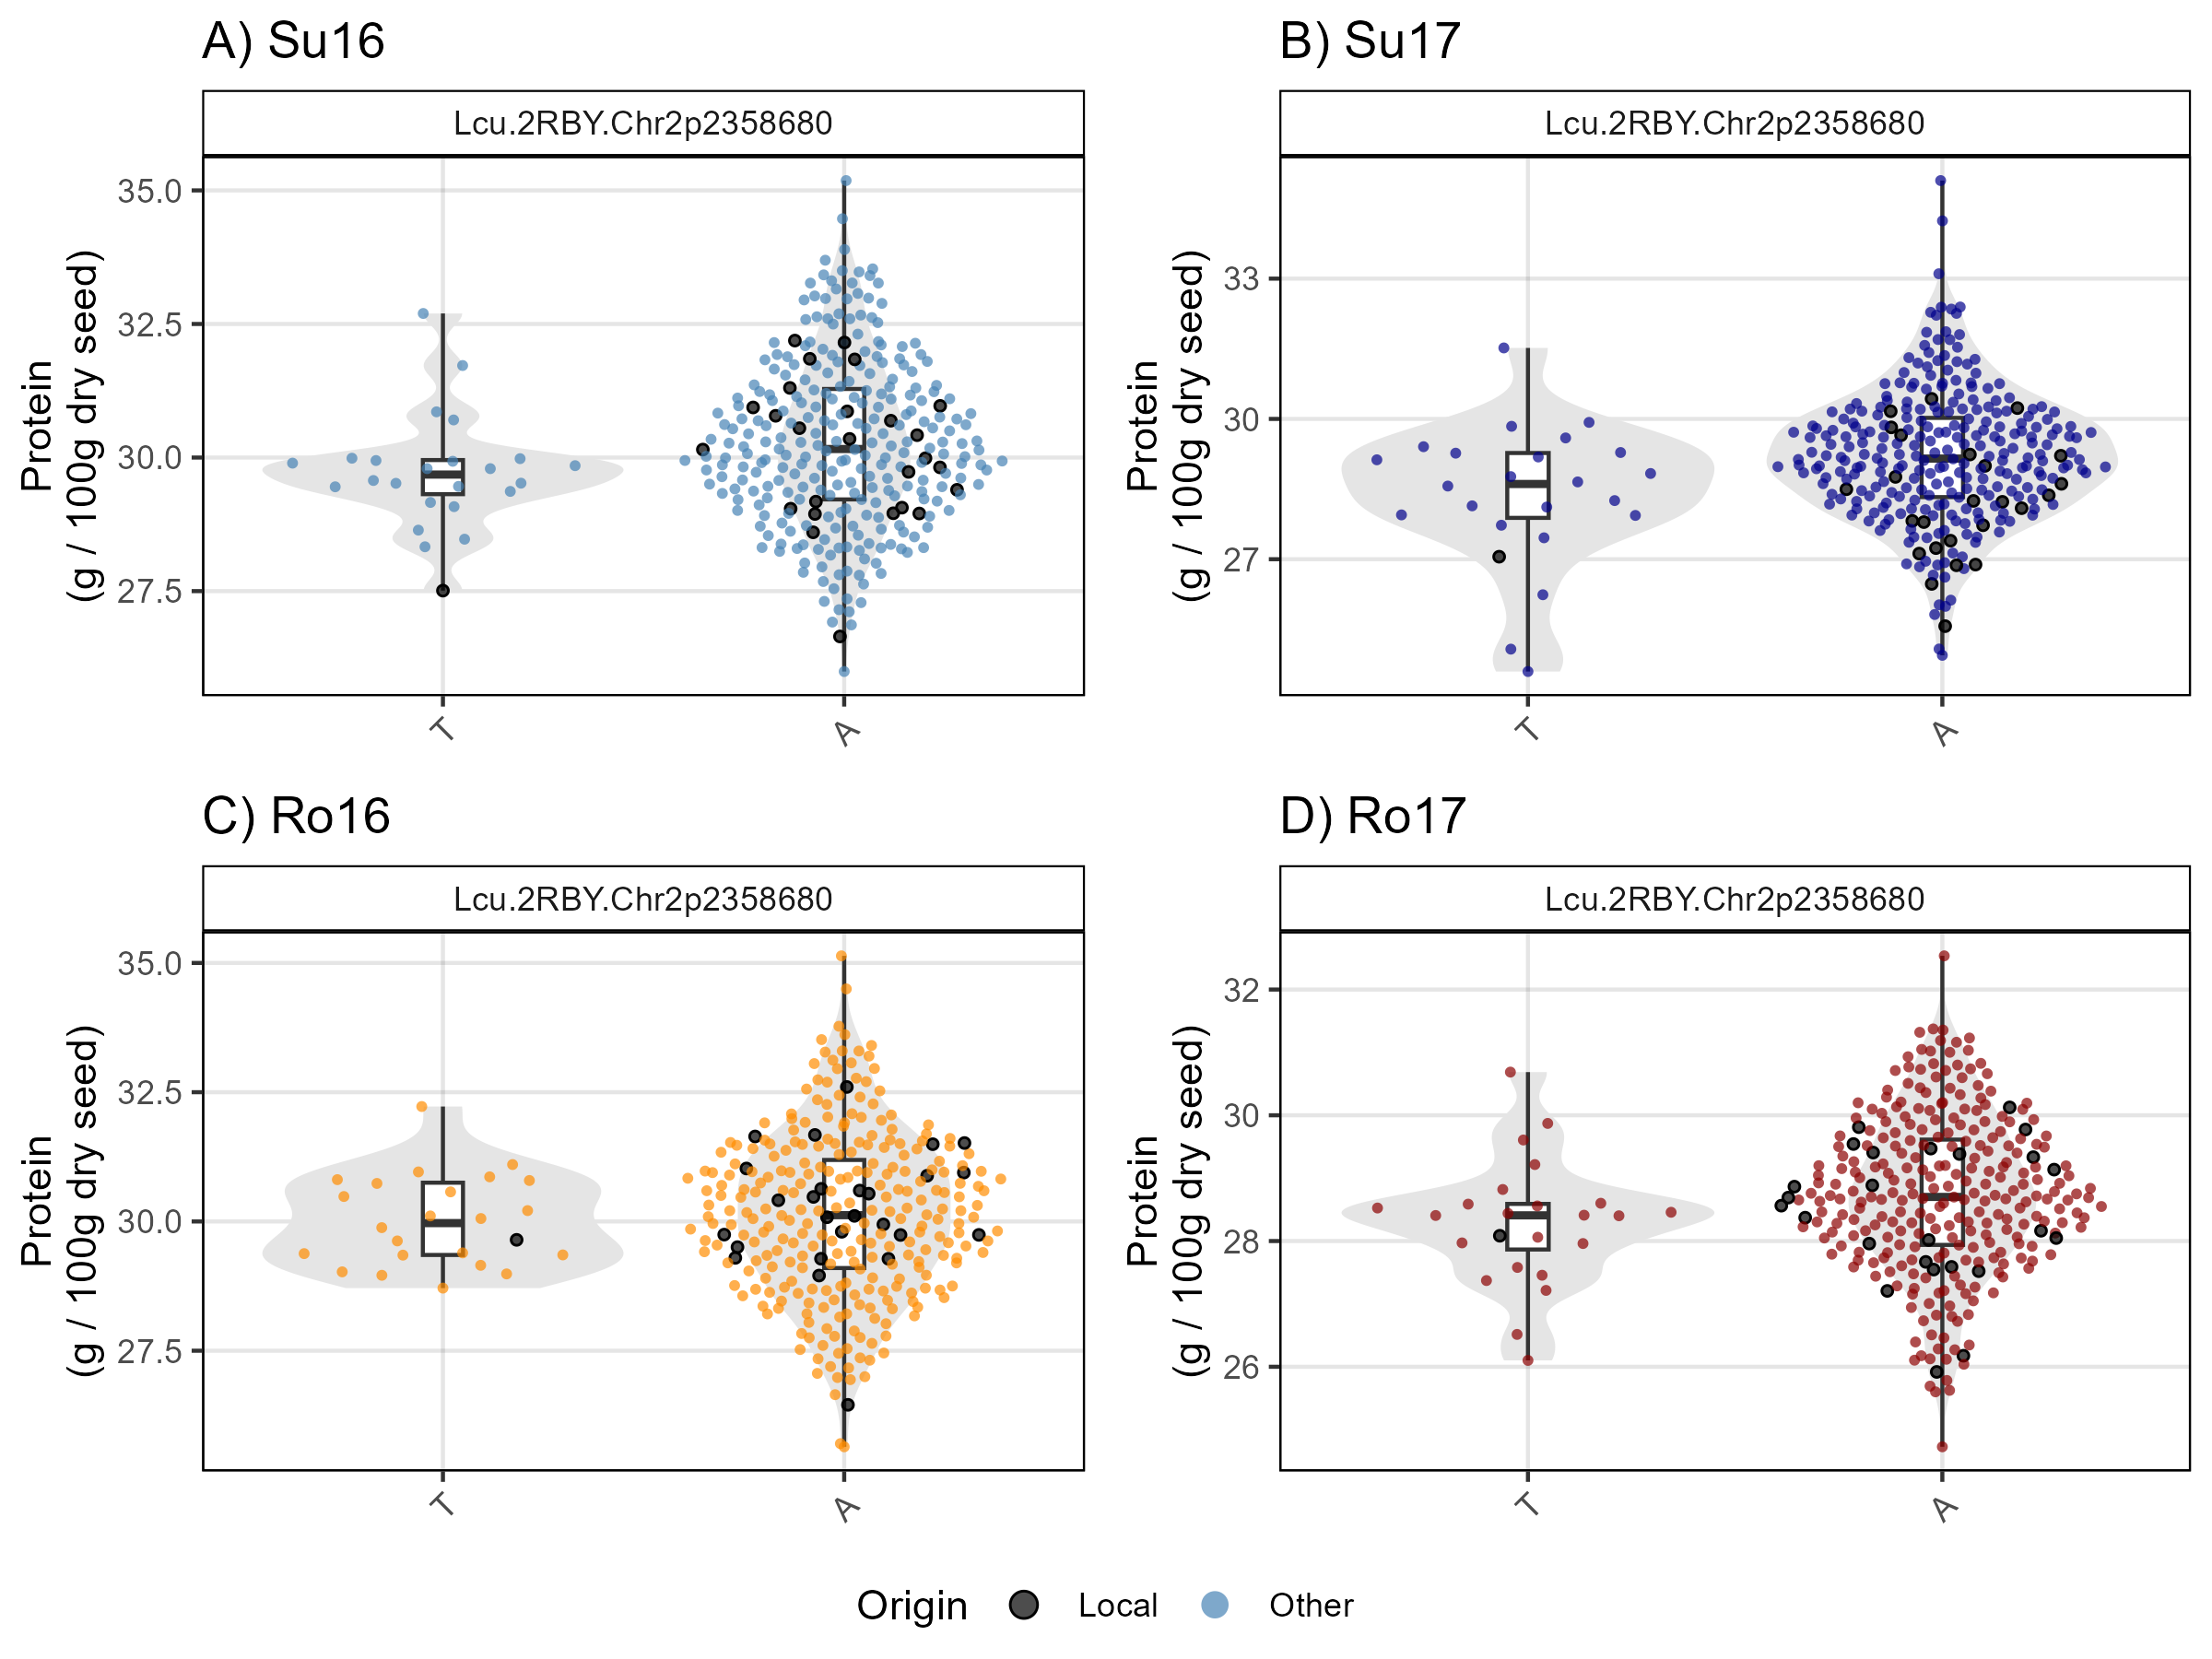 A) Su16
Lcu.2RBY.Chr2p2358680
Protein
(g / 100g dry seed)
35.0
32.5
30.0
27.5
T
A
B) Su17
Lcu.2RBY.Chr2p2358680
Protein
(g / 100g dry seed)
33
30
27
T
A
C) Ro16
Lcu.2RBY.Chr2p2358680
Protein
(g / 100g dry seed)
35.0
32.5
30.0
27.5
T
A
D) Ro17
Lcu.2RBY.Chr2p2358680
Protein
(g / 100g dry seed)
32
30
28
26
T
A
Origin Local Other